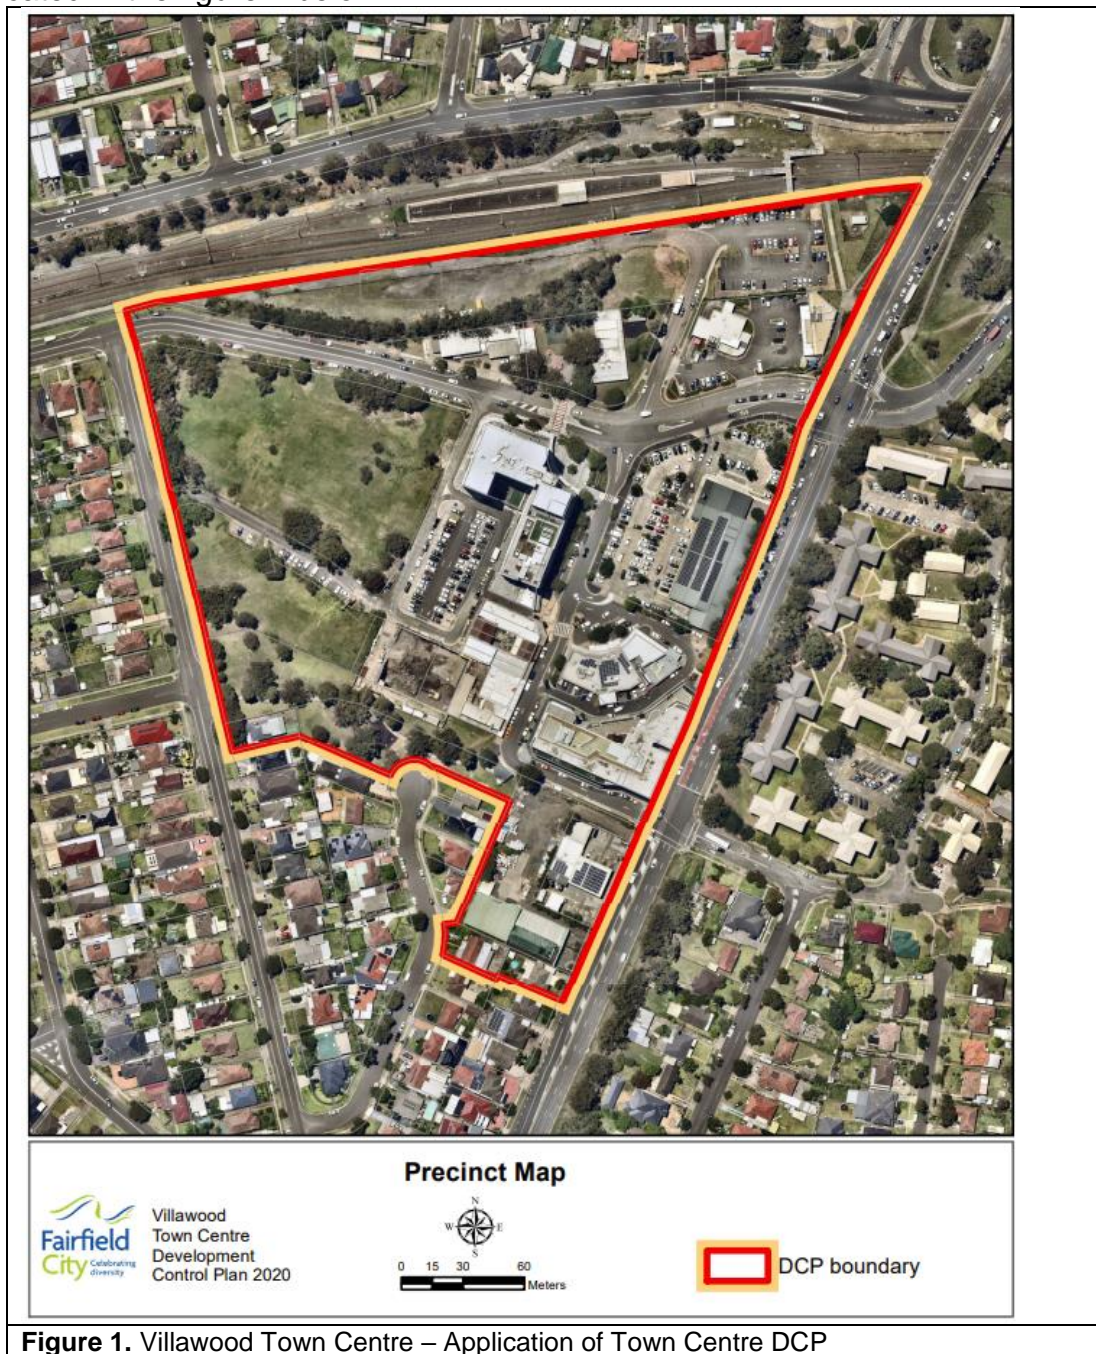 Precinct Map
Fairfield
City Celebrating
diversity
Villawood
Town Centre
Development
Control Plan 2020
N
W E
S
0 15 30 60
Meters
DCP boundary
Figure 1. Villawood Town Centre – Application of Town Centre DCP